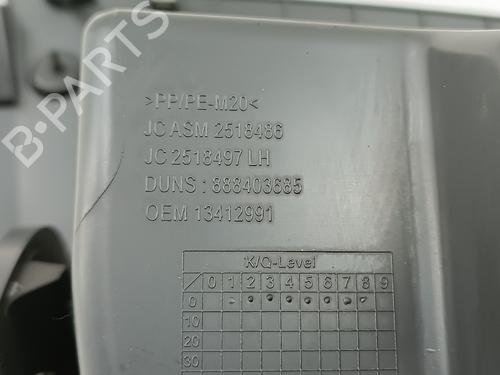 >PP/PE-M20<
JC ASM 2518486
JC 2518497 LH
DUNS : 888403685
OEM 13412991
K/Q-Level
0 1 2 3 4 5 6 7 8 9
0
10
20
30
B PARTS